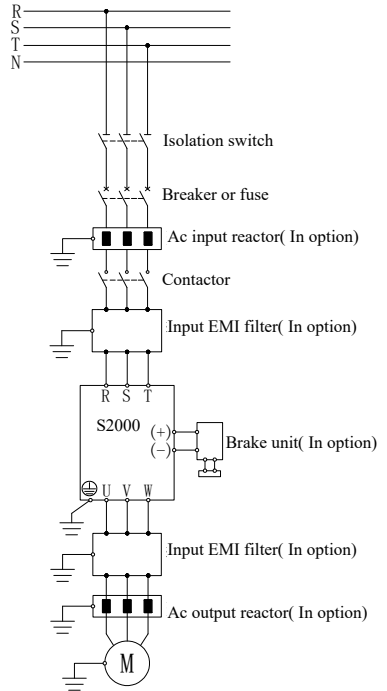 R
S
T
N
Isolation switch
Breaker or fuse
Ac input reactor( In option)
Contactor
Input EMI filter( In option)
R S T
S2000
(+)
(−)
Brake unit( In option)
U V W
Input EMI filter( In option)
Ac output reactor( In option)
M